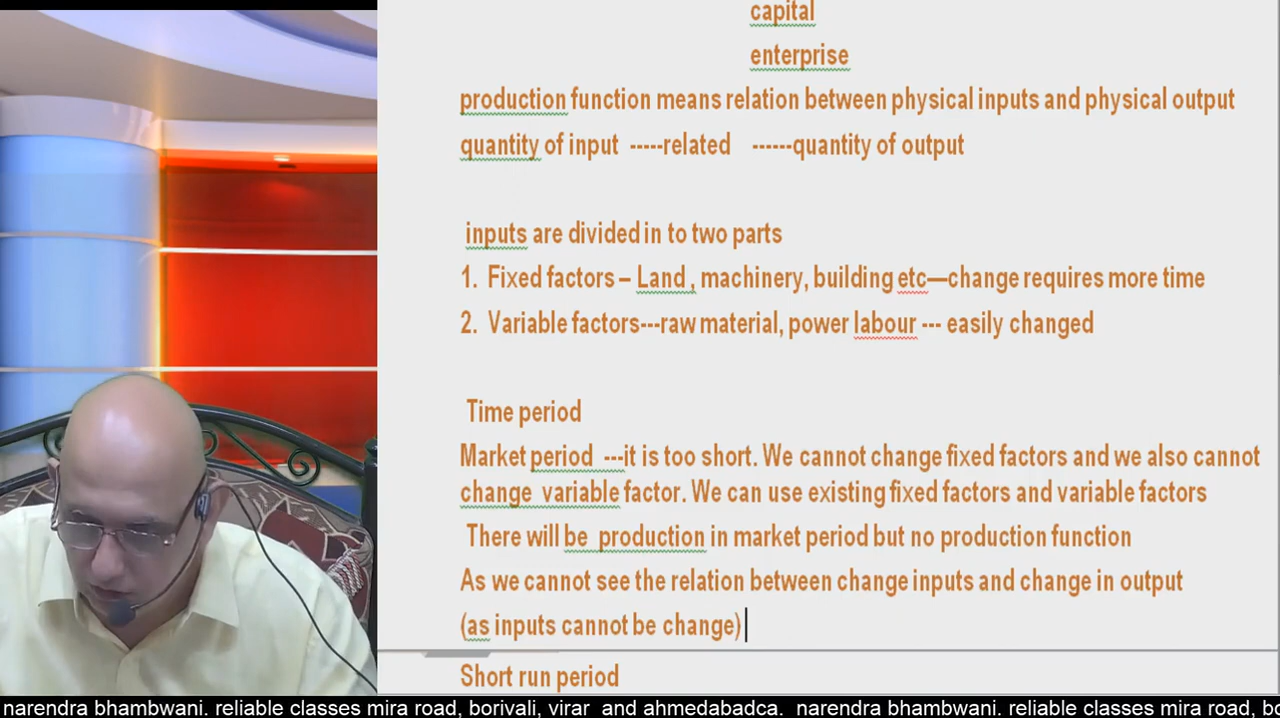 capital
enterprise
production function means relation between physical inputs and physical output
quantity of input -----related ------quantity of output
inputs are divided in to two parts
1. Fixed factors – Land , machinery, building etc—change requires more time
2. Variable factors---raw material, power labour --- easily changed
Time period
Market period ---it is too short. We cannot change fixed factors and we also cannot
change variable factor. We can use existing fixed factors and variable factors
There will be production in market period but no production function
As we cannot see the relation between change inputs and change in output
(as inputs cannot be change)
Short run period
narendra bhambwani. reliable classes mira road, borivali, virar and ahmedabadca. narendra bhambwani. reliable classes mira road, bo